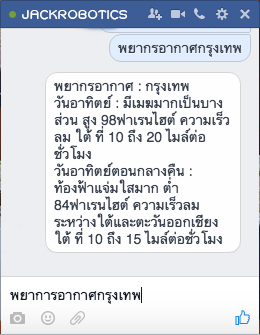 JACKROBOTICS
พยากรอากาศกรุงเทพ
พยากรอากาศ : กรุงเทพ
วันอาทิตย์ : มีเมฆมากเป็นบาง
ส่วน สูง 98ฟาเรนไฮต์ ความเร็ว
ลม ใต้ ที่ 10 ถึง 20 ไมล์ต่อ
ชั่วโมง
วันอาทิตย์ตอนกลางคืน :
ท้องฟ้าแจ่มใสมาก ต่ำ
84ฟาเรนไฮต์ ความเร็วลม
ระหว่างใต้และตะวันออกเชียง
ใต้ ที่ 10 ถึง 15 ไมล์ต่อชั่วโมง
พยาการอากาศกรุงเทพ